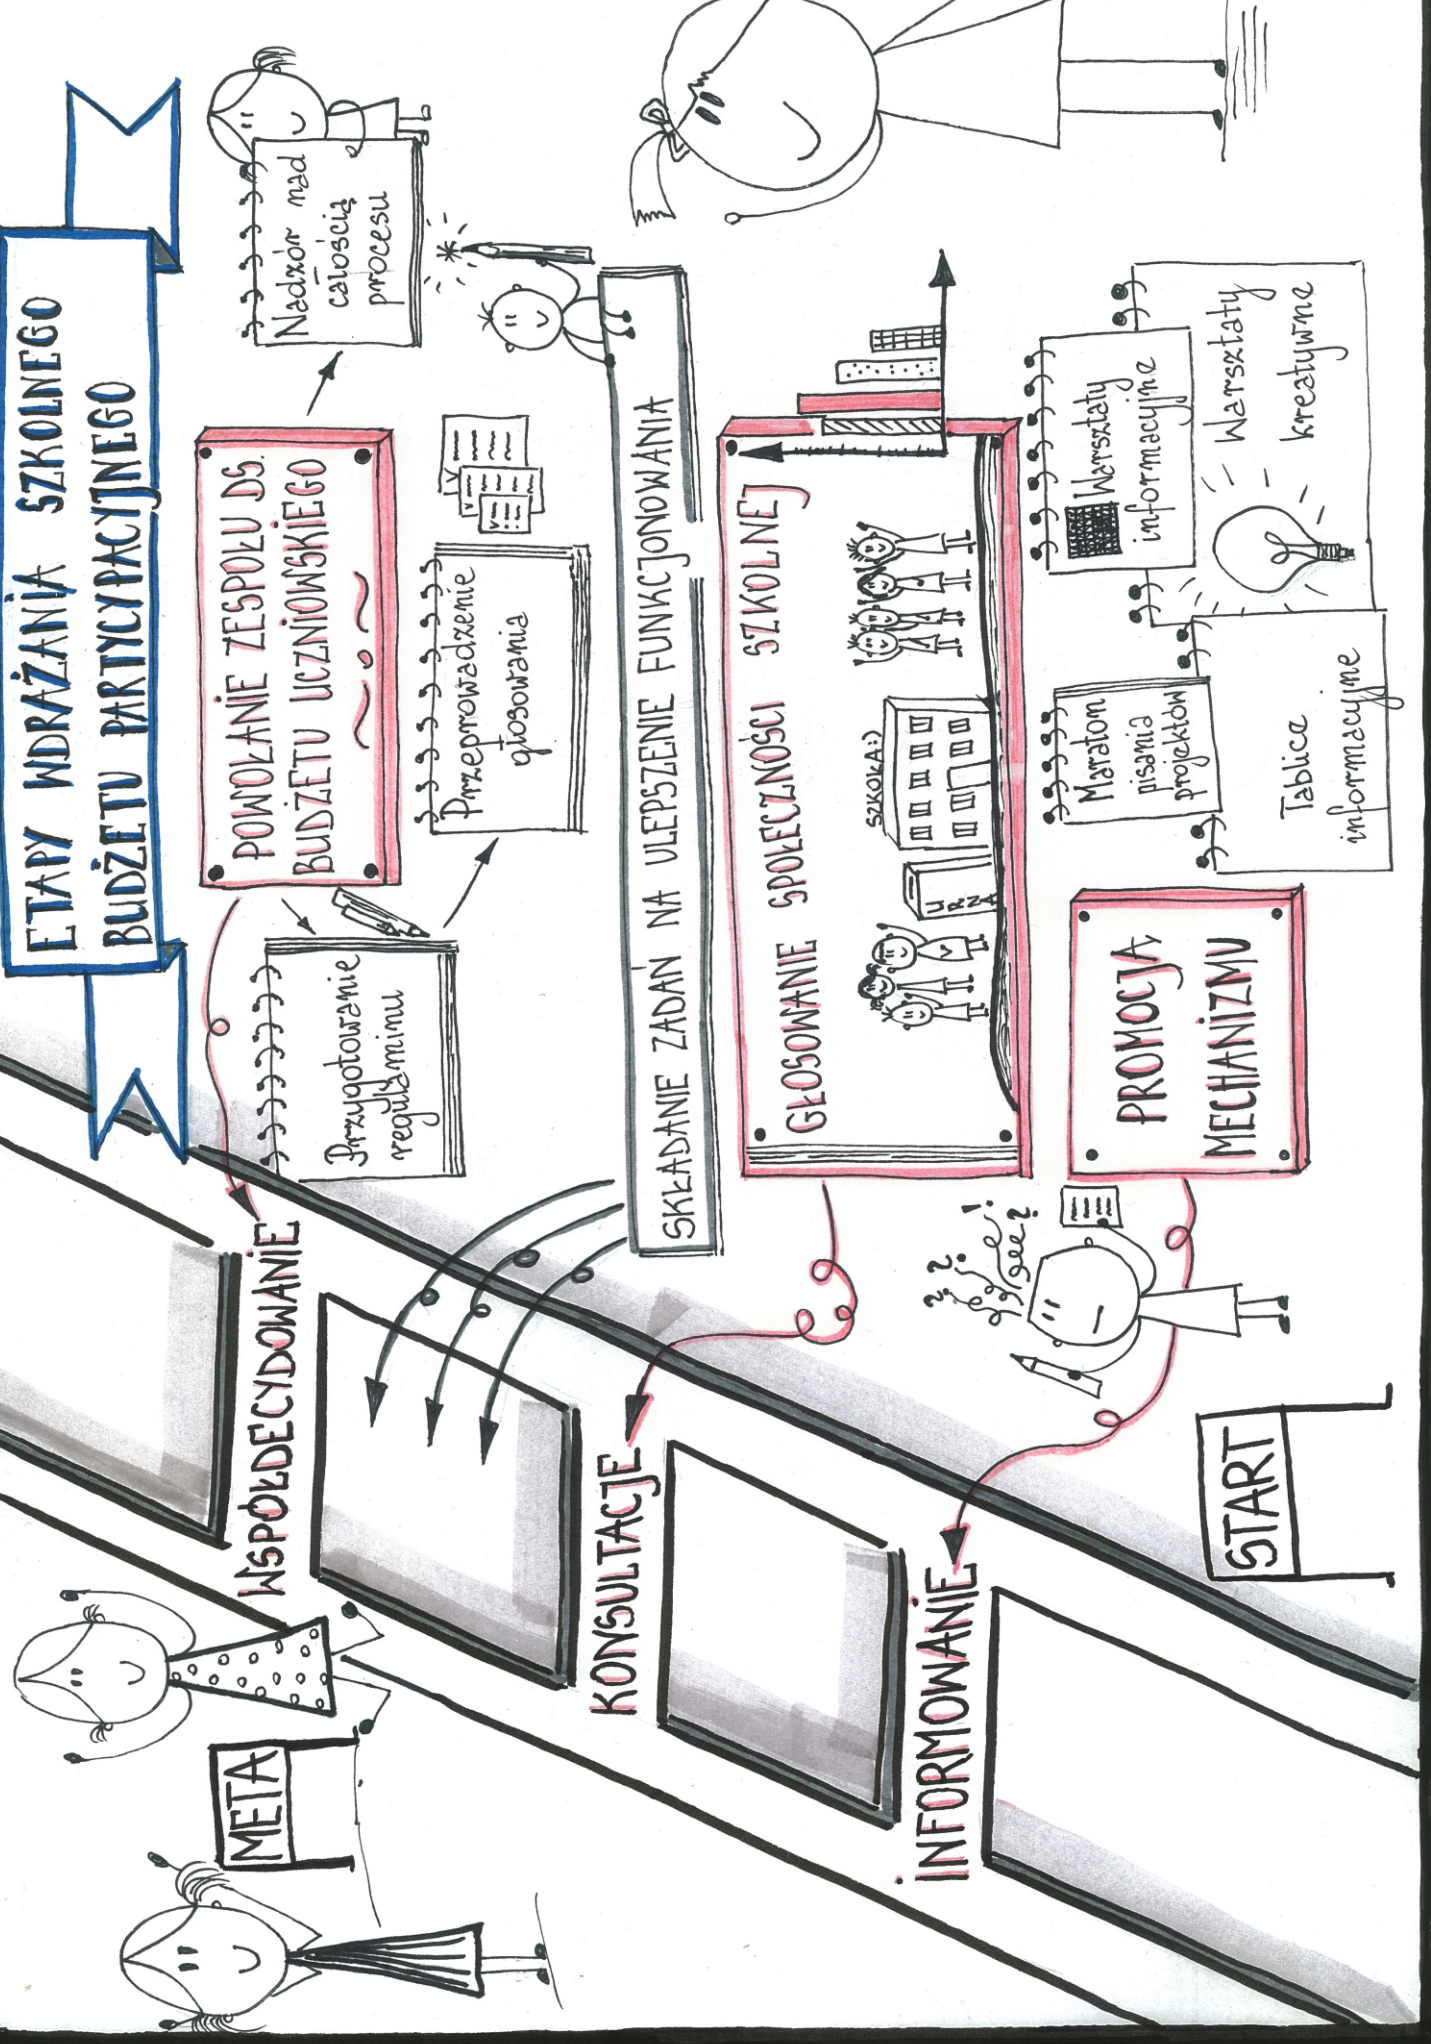 ETAPY WDRAŻANIA SZKOLNEGO
BUDŻETU PARTYCYPACYJNEGO
POWOŁANIE ZESPOŁU DS.
BUDŻETU UCZNIOWSKIEGO
Nadzór nad
całością
procesu
Przygotowanie
regulaminu
Przeprowadzenie
głosowania
SKŁADANIE ZADAŃ NA ULEPSZENIE FUNKCJONOWANIA
GŁOSOWANIE SPOŁECZNOŚCI SZKOLNEJ
SZKOŁA:)
URNA
PROMOCJA
MECHANIZMU
Maraton
pisania
projektów
Warsztaty
informacyjne
Tablice
informacyjne
Warsztaty
kreatywne
META
WSPÓŁDECYDOWANIE
KONSULTACJE
INFORMOWANIE
START
? ? ! ?